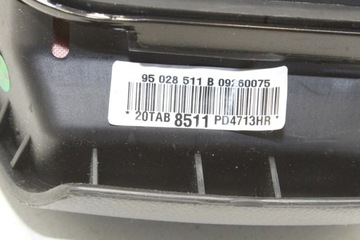 95 028 511 B 09260075
* 20TAB 8511 PD4713HR *